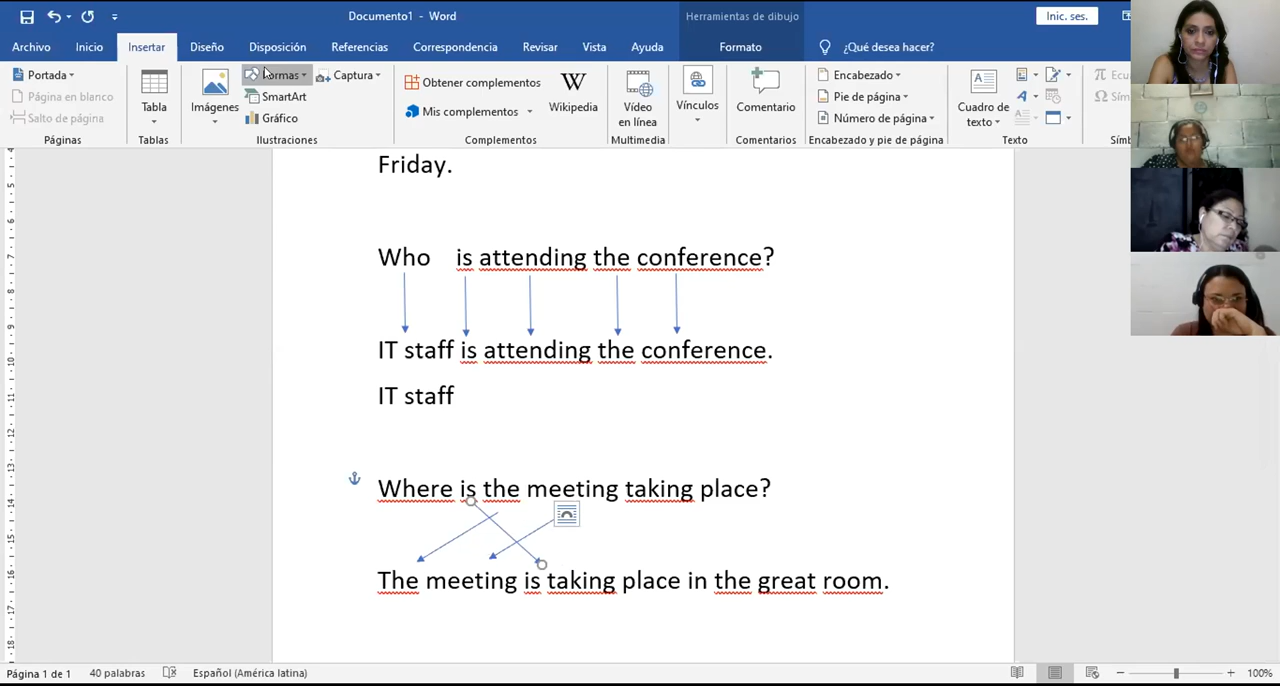 Documento1 - Word
Herramientas de dibujo
Inic. ses.
Archivo Inicio Insertar Diseño Disposición Referencias Correspondencia Revisar Vista Ayuda Formato ¿Qué desea hacer?
Portada
Página en blanco
Salto de página
Páginas
Tabla
Tablas
Imágenes
SmartArt
Gráfico
Captura
Ilustraciones
Obtener complementos
Mis complementos
Wikipedia
Complementos
Vídeo en línea
Multimedia
Vínculos
Comentario
Comentarios
Encabezado
Pie de página
Número de página
Encabezado y pie de página
Cuadro de texto
Texto
Friday.
Who is attending the conference?
IT staff is attending the conference.
IT staff
Where is the meeting taking place?
The meeting is taking place in the great room.
Página 1 de 1 40 palabras Español (América latina) 100%